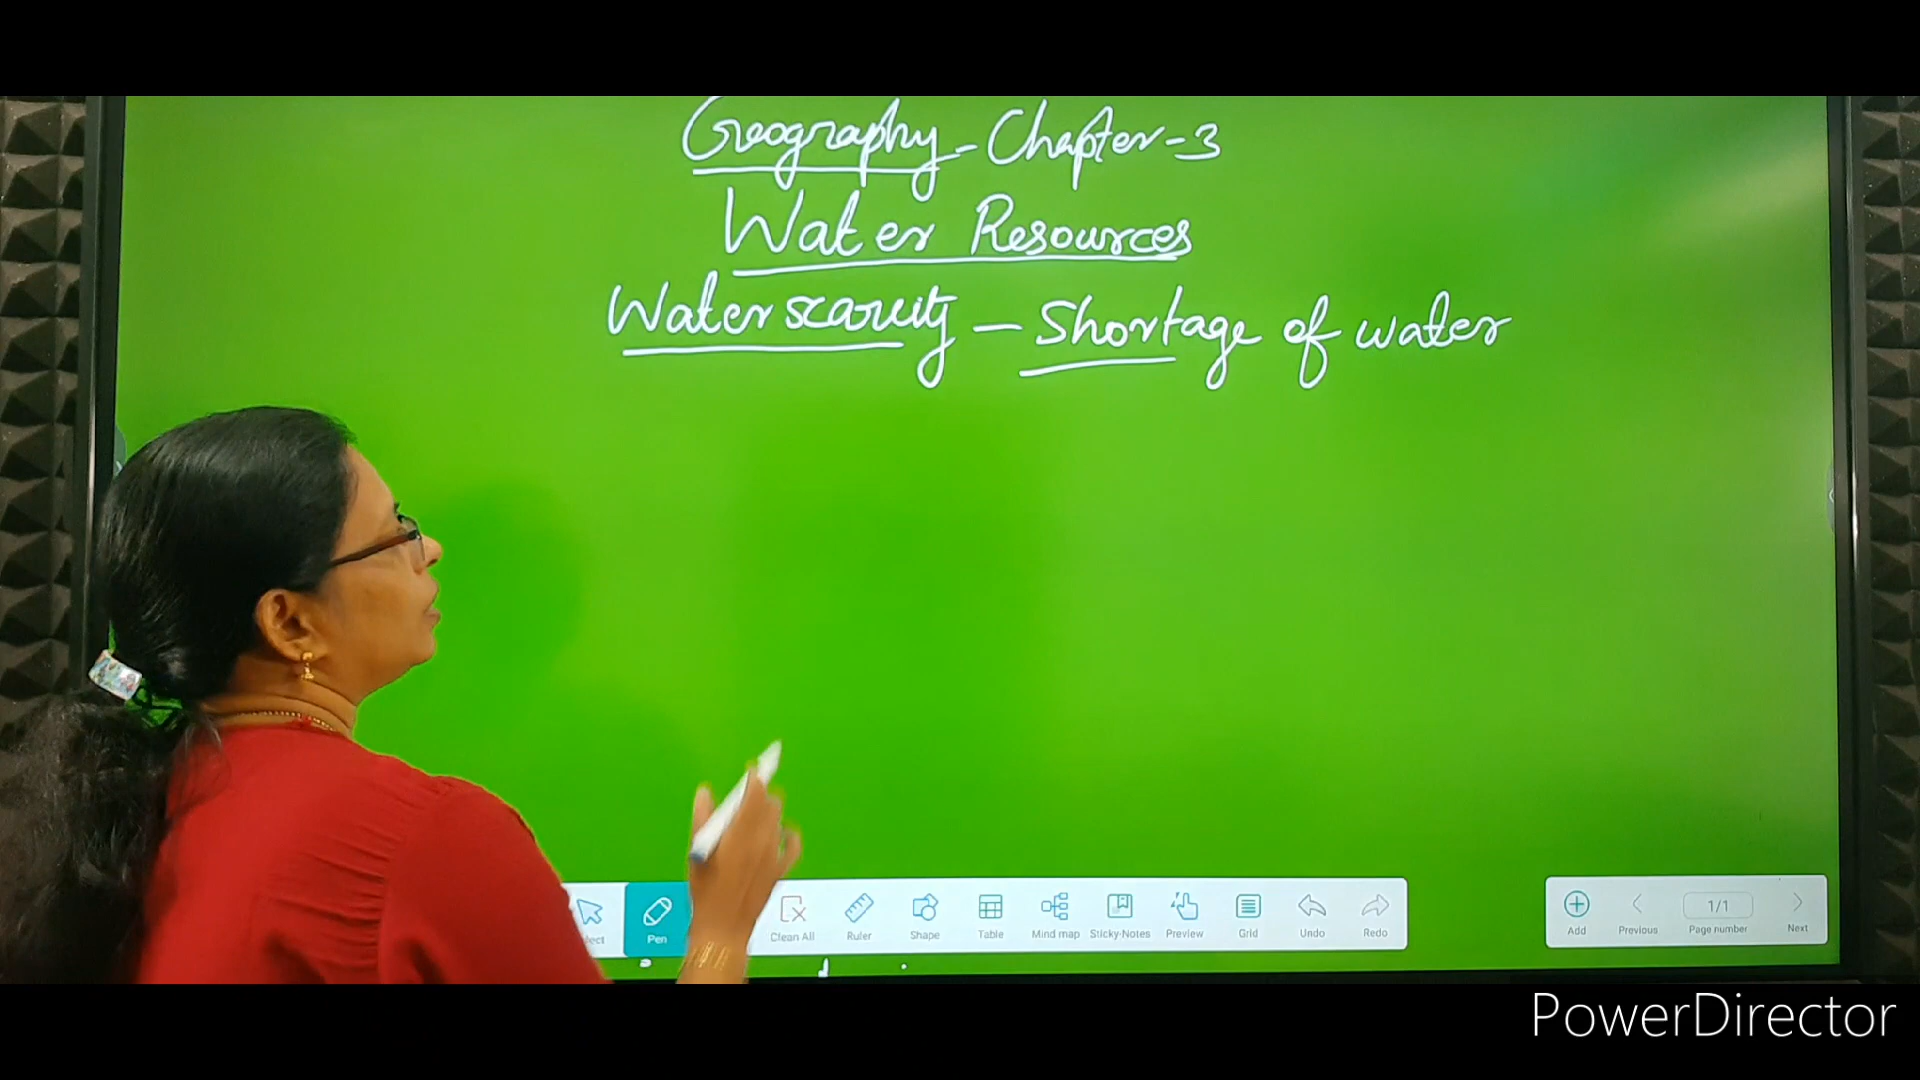 Geography - Chapter - 3
Water Resources
Water scarcity - Shortage of water
Pen
Clean All
Ruler
Shape
Table
Mind map
Sticky-Notes
Preview
Grid
Undo
Redo
Add
Previous
1/1
Page number
Next
PowerDirector